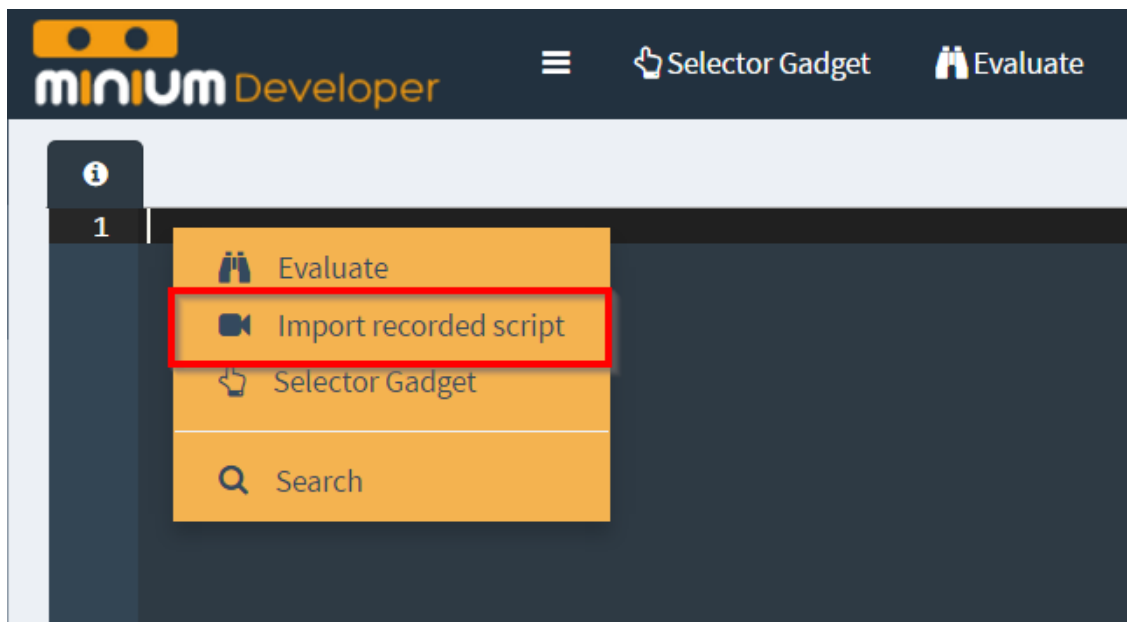 minium Developer
Selector Gadget
Evaluate
1
Evaluate
Import recorded script
Selector Gadget
Search